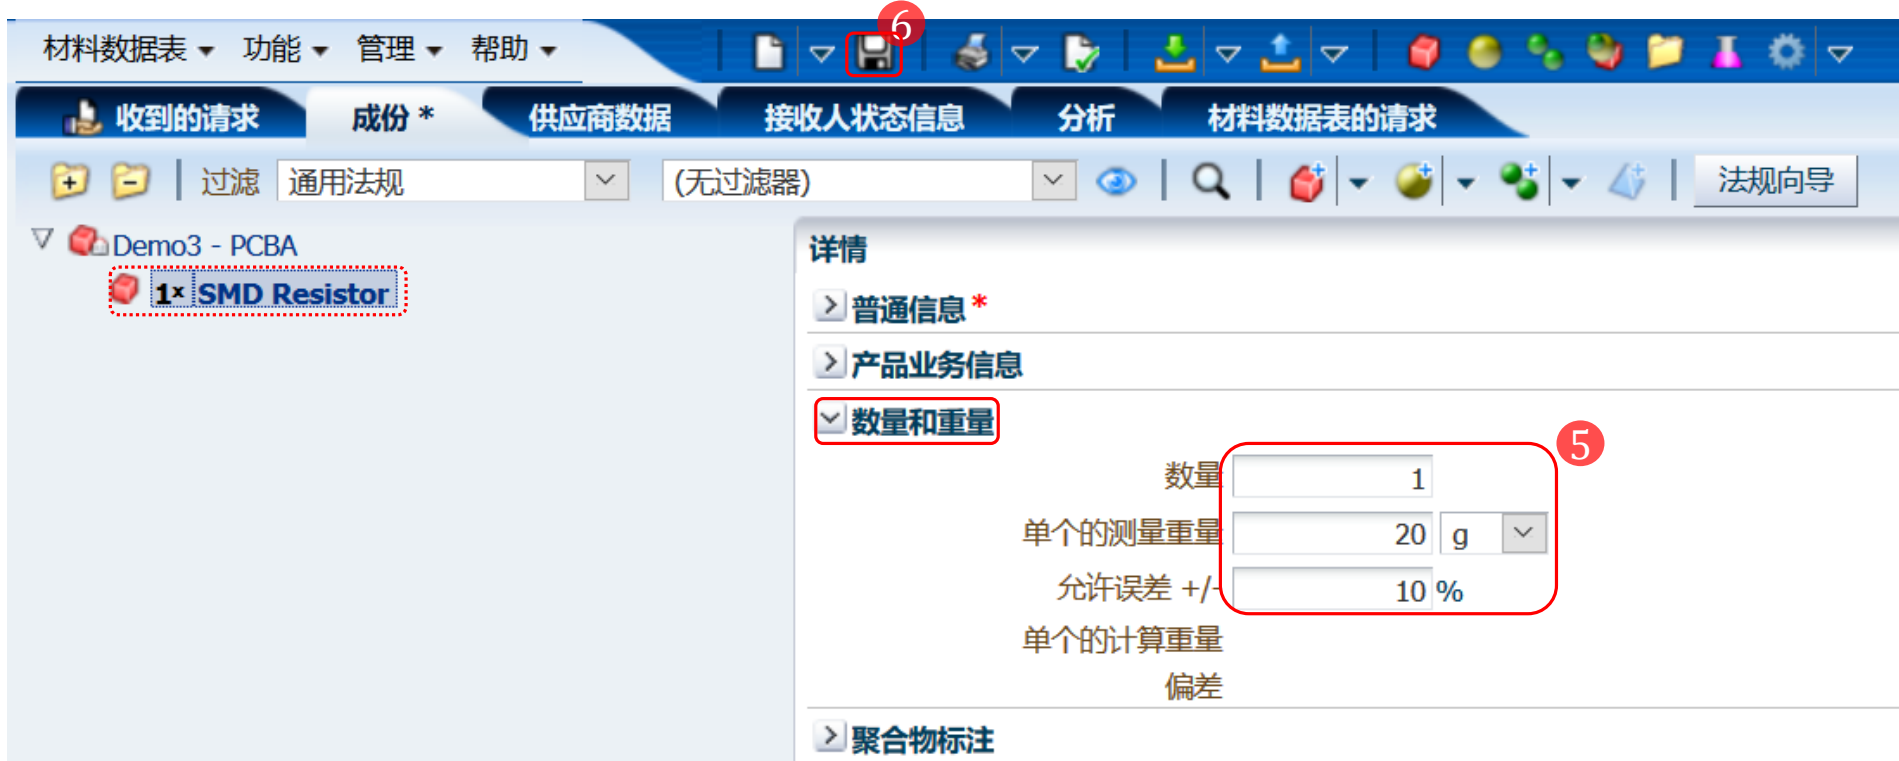 6
材料数据表 功能 管理 帮助
收到的请求 成份 * 供应商数据 接收人状态信息 分析 材料数据表的请求
过滤 通用法规 (无过滤器) 法规向导
Demo3 - PCBA
1× SMD Resistor
详情
普通信息 *
产品业务信息
数量和重量
5
数量 1
单个的测量重量 20 g
允许误差 +/- 10 %
单个的计算重量
偏差
聚合物标注